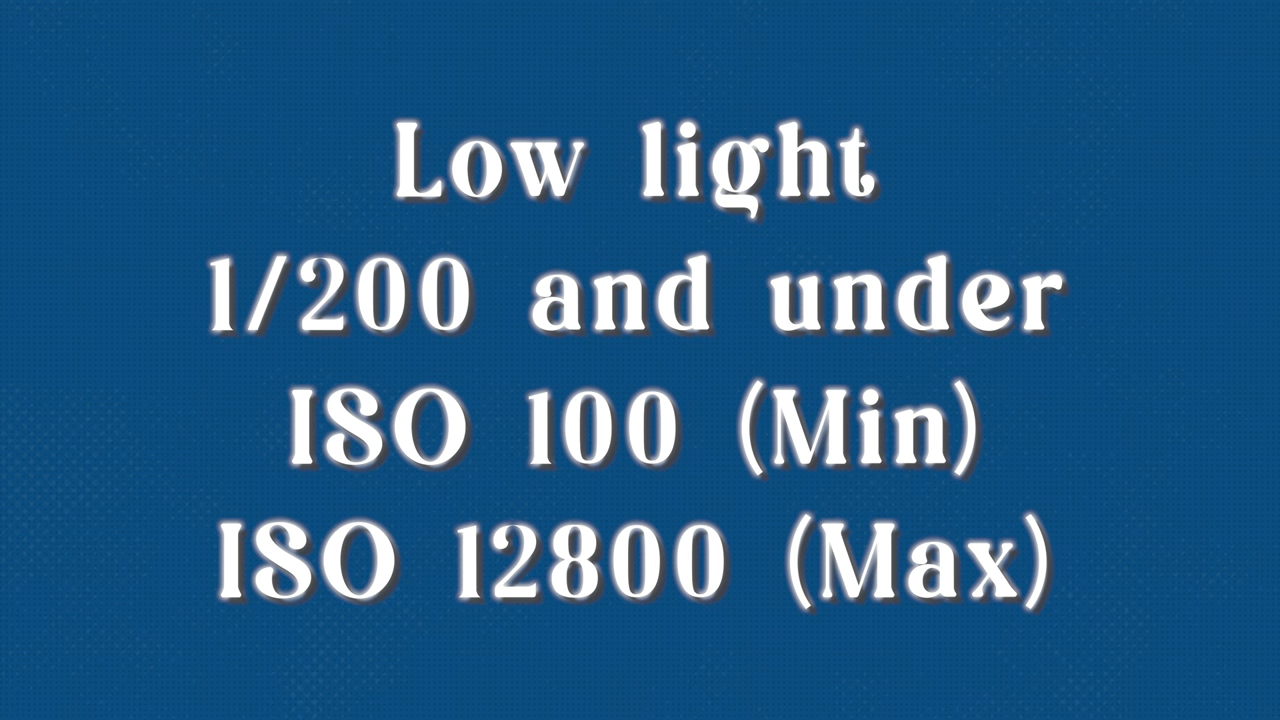 Low light
1/200 and under
ISO 100 (Min)
ISO 12800 (Max)